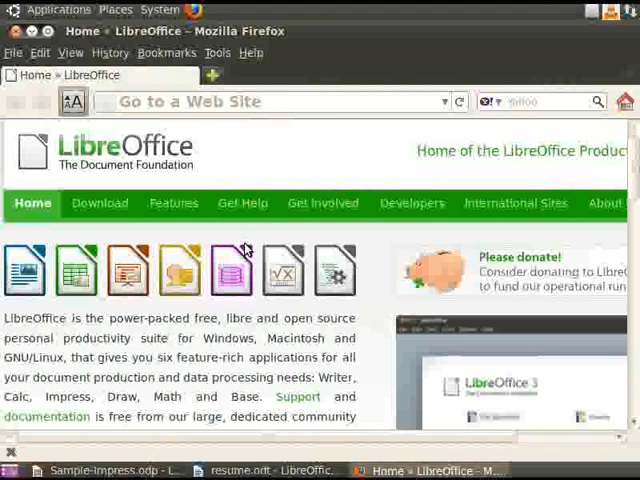 Applications Places System
Home » LibreOffice - Mozilla Firefox
File Edit View History Bookmarks Tools Help
Home » LibreOffice
AA Go to a Web Site Yahoo
LibreOffice
The Document Foundation
Home of the LibreOffice Produc
Home Download Features Get Help Get Involved Developers International Sites About
Please donate!
Consider donating to Libre
to fund our operational run
LibreOffice is the power-packed free, libre and open source
personal productivity suite for Windows, Macintosh and
GNU/Linux, that gives you six feature-rich applications for all
your document production and data processing needs: Writer,
Calc, Impress, Draw, Math and Base. Support and
documentation is free from our large, dedicated community
LibreOffice 3
Sample-Impress.odp - L... resume.odt - LibreOffic... Home » LibreOffice - M...